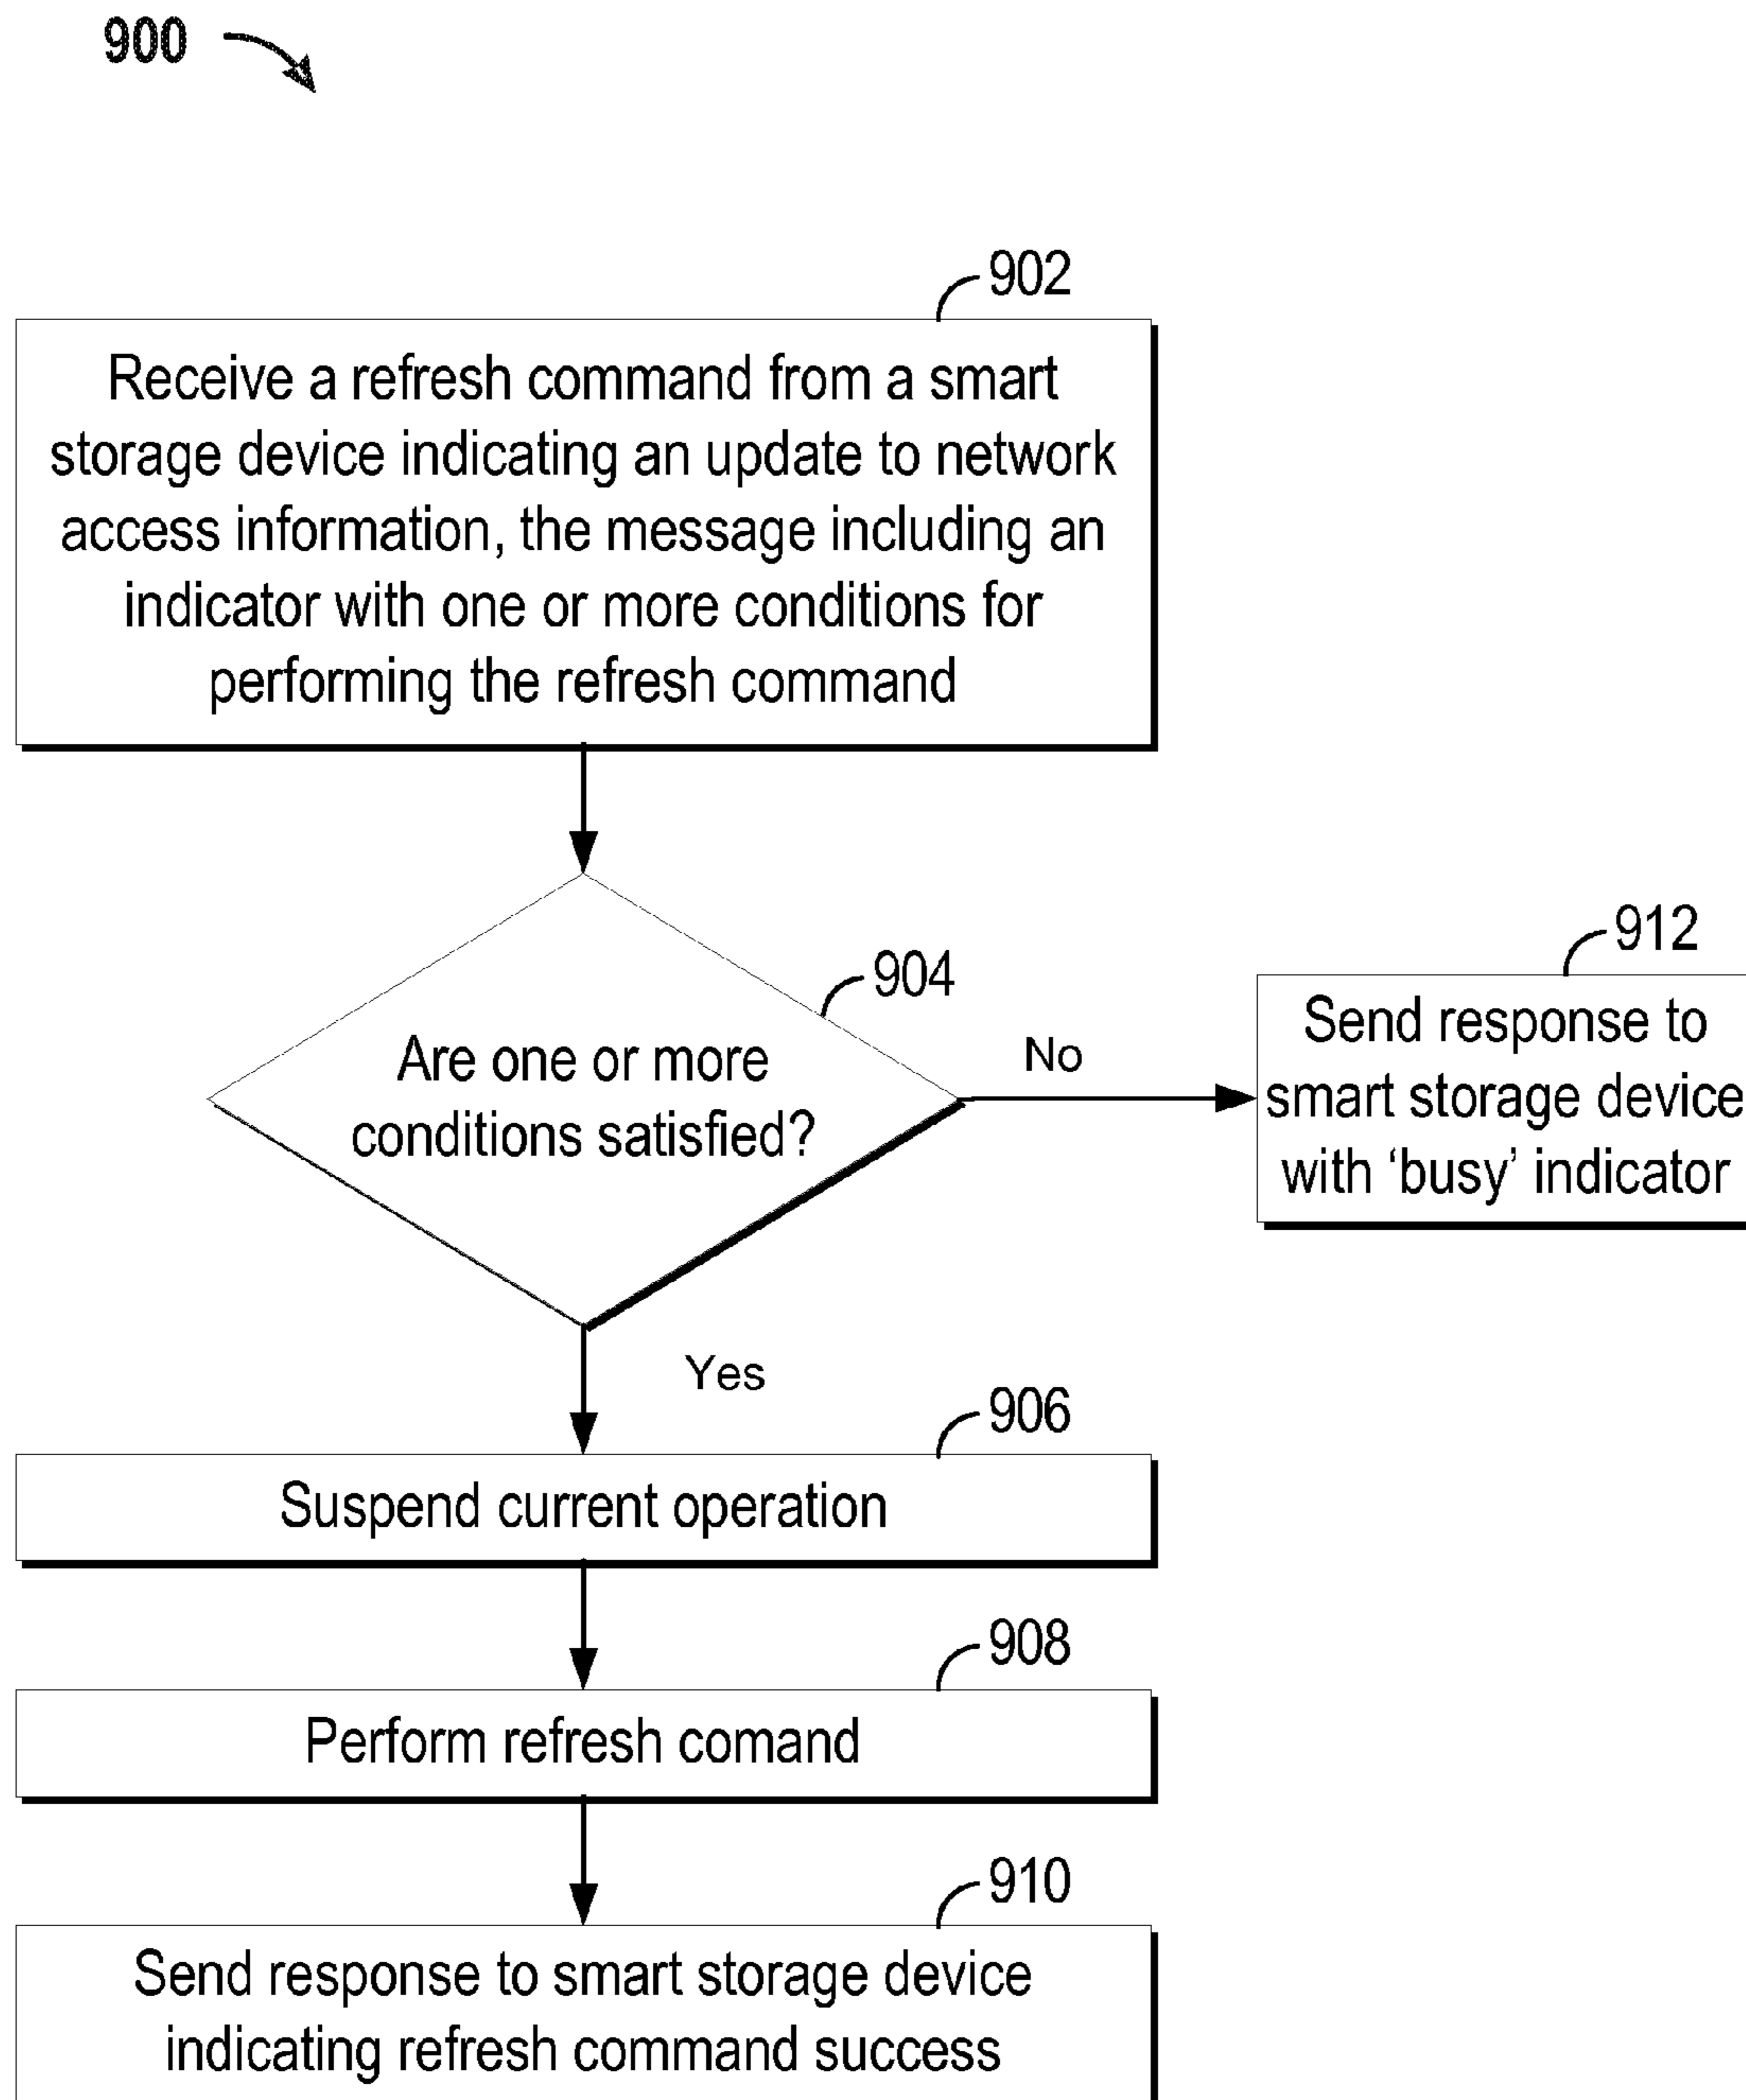 900
902
Receive a refresh command from a smart
storage device indicating an update to network
access information, the message including an
indicator with one or more conditions for
performing the refresh command
904
Are one or more
conditions satisfied?
No
912
Send response to
smart storage device
with ‘busy’ indicator
Yes
906
Suspend current operation
908
Perform refresh comand
910
Send response to smart storage device
indicating refresh command success